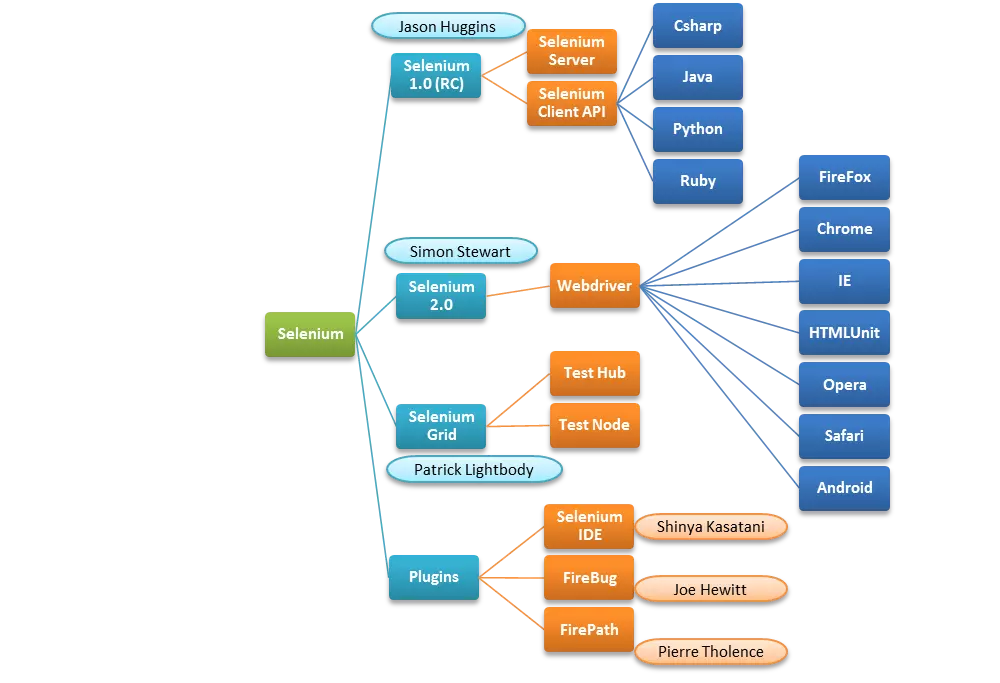 Jason Huggins
Selenium
1.0 (RC)
Selenium
Server
Selenium
Client API
Csharp
Java
Python
Ruby
Simon Stewart
Selenium
2.0
Webdriver
FireFox
Chrome
IE
HTMLUnit
Opera
Safari
Android
Selenium
Selenium
Grid
Test Hub
Test Node
Patrick Lightbody
Plugins
Selenium
IDE
Shinya Kasatani
FireBug
Joe Hewitt
FirePath
Pierre Tholence